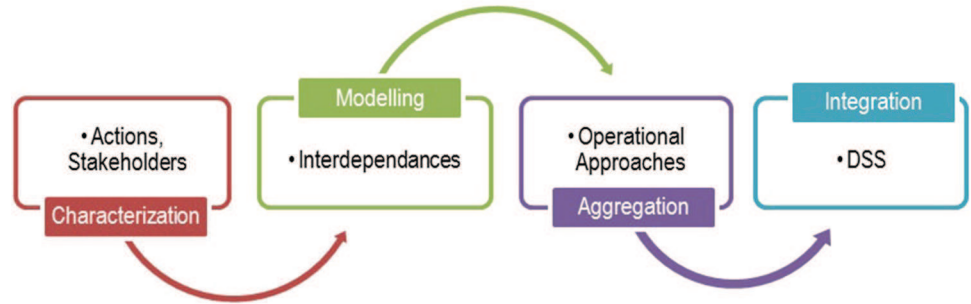 • Actions,
Stakeholders
Characterization
Modelling
• Interdependances
• Operational
Approaches
Aggregation
Integration
• DSS